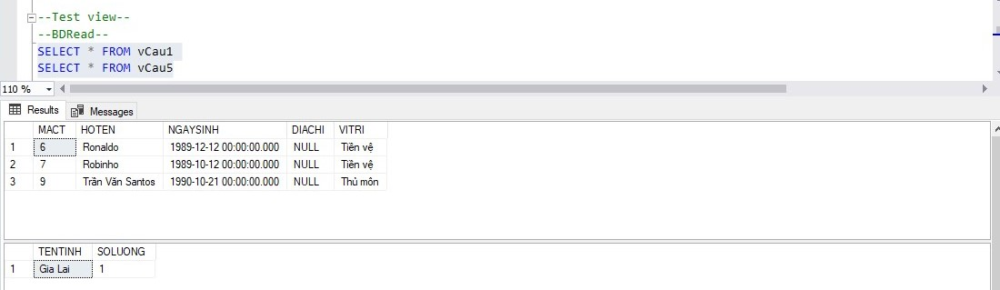 --Test view--
--BDRead--
SELECT * FROM vCau1
SELECT * FROM vCau5
110 %
Results Messages
MACT HOTEN NGAYSINH DIACHI VITRI
1 6 Ronaldo 1989-12-12 00:00:00.000 NULL Tiền vệ
2 7 Robinho 1989-10-12 00:00:00.000 NULL Tiền vệ
3 9 Trần Văn Santos 1990-10-21 00:00:00.000 NULL Thủ môn
TENTINH SOLUONG
1 Gia Lai 1